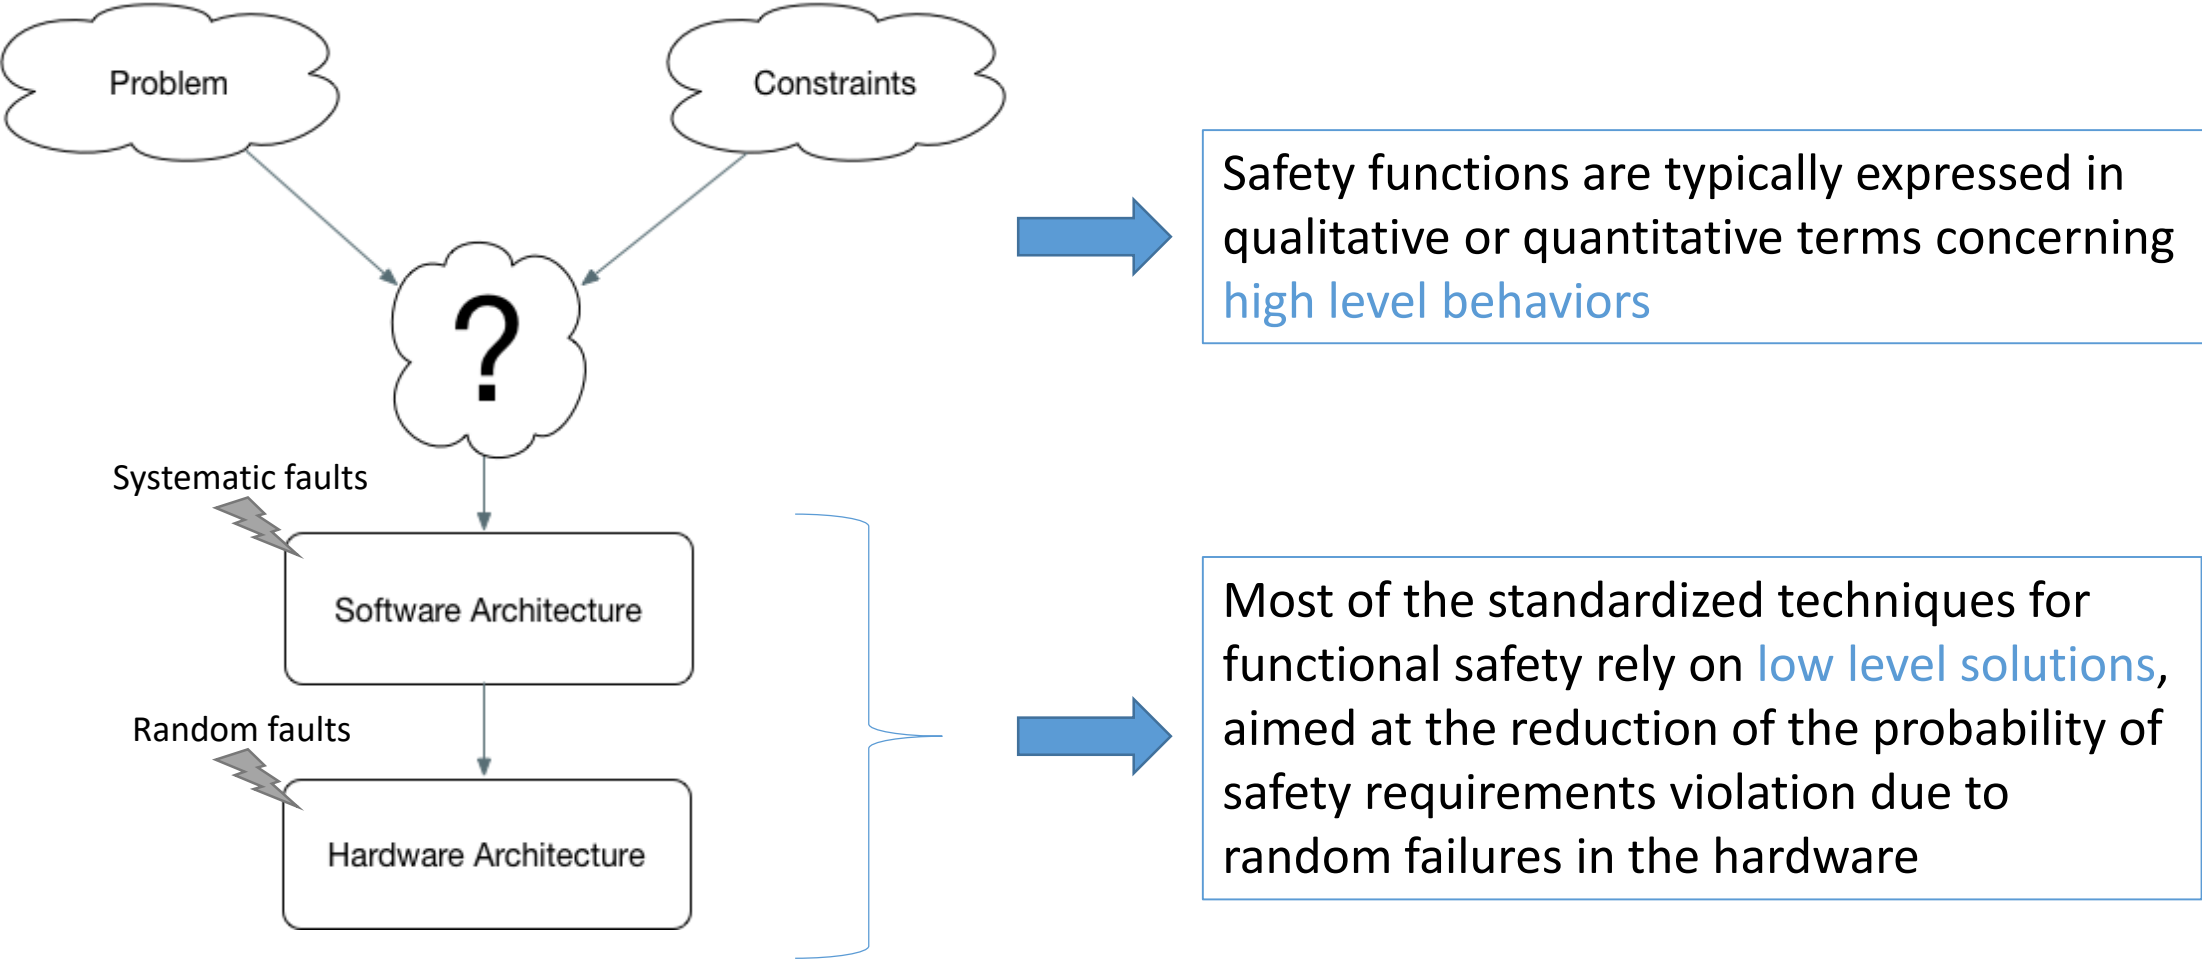 Problem
Constraints
Safety functions are typically expressed in
qualitative or quantitative terms concerning
high level behaviors
?
Systematic faults
Software Architecture
Random faults
Hardware Architecture
Most of the standardized techniques for
functional safety rely on low level solutions,
aimed at the reduction of the probability of
safety requirements violation due to
random failures in the hardware